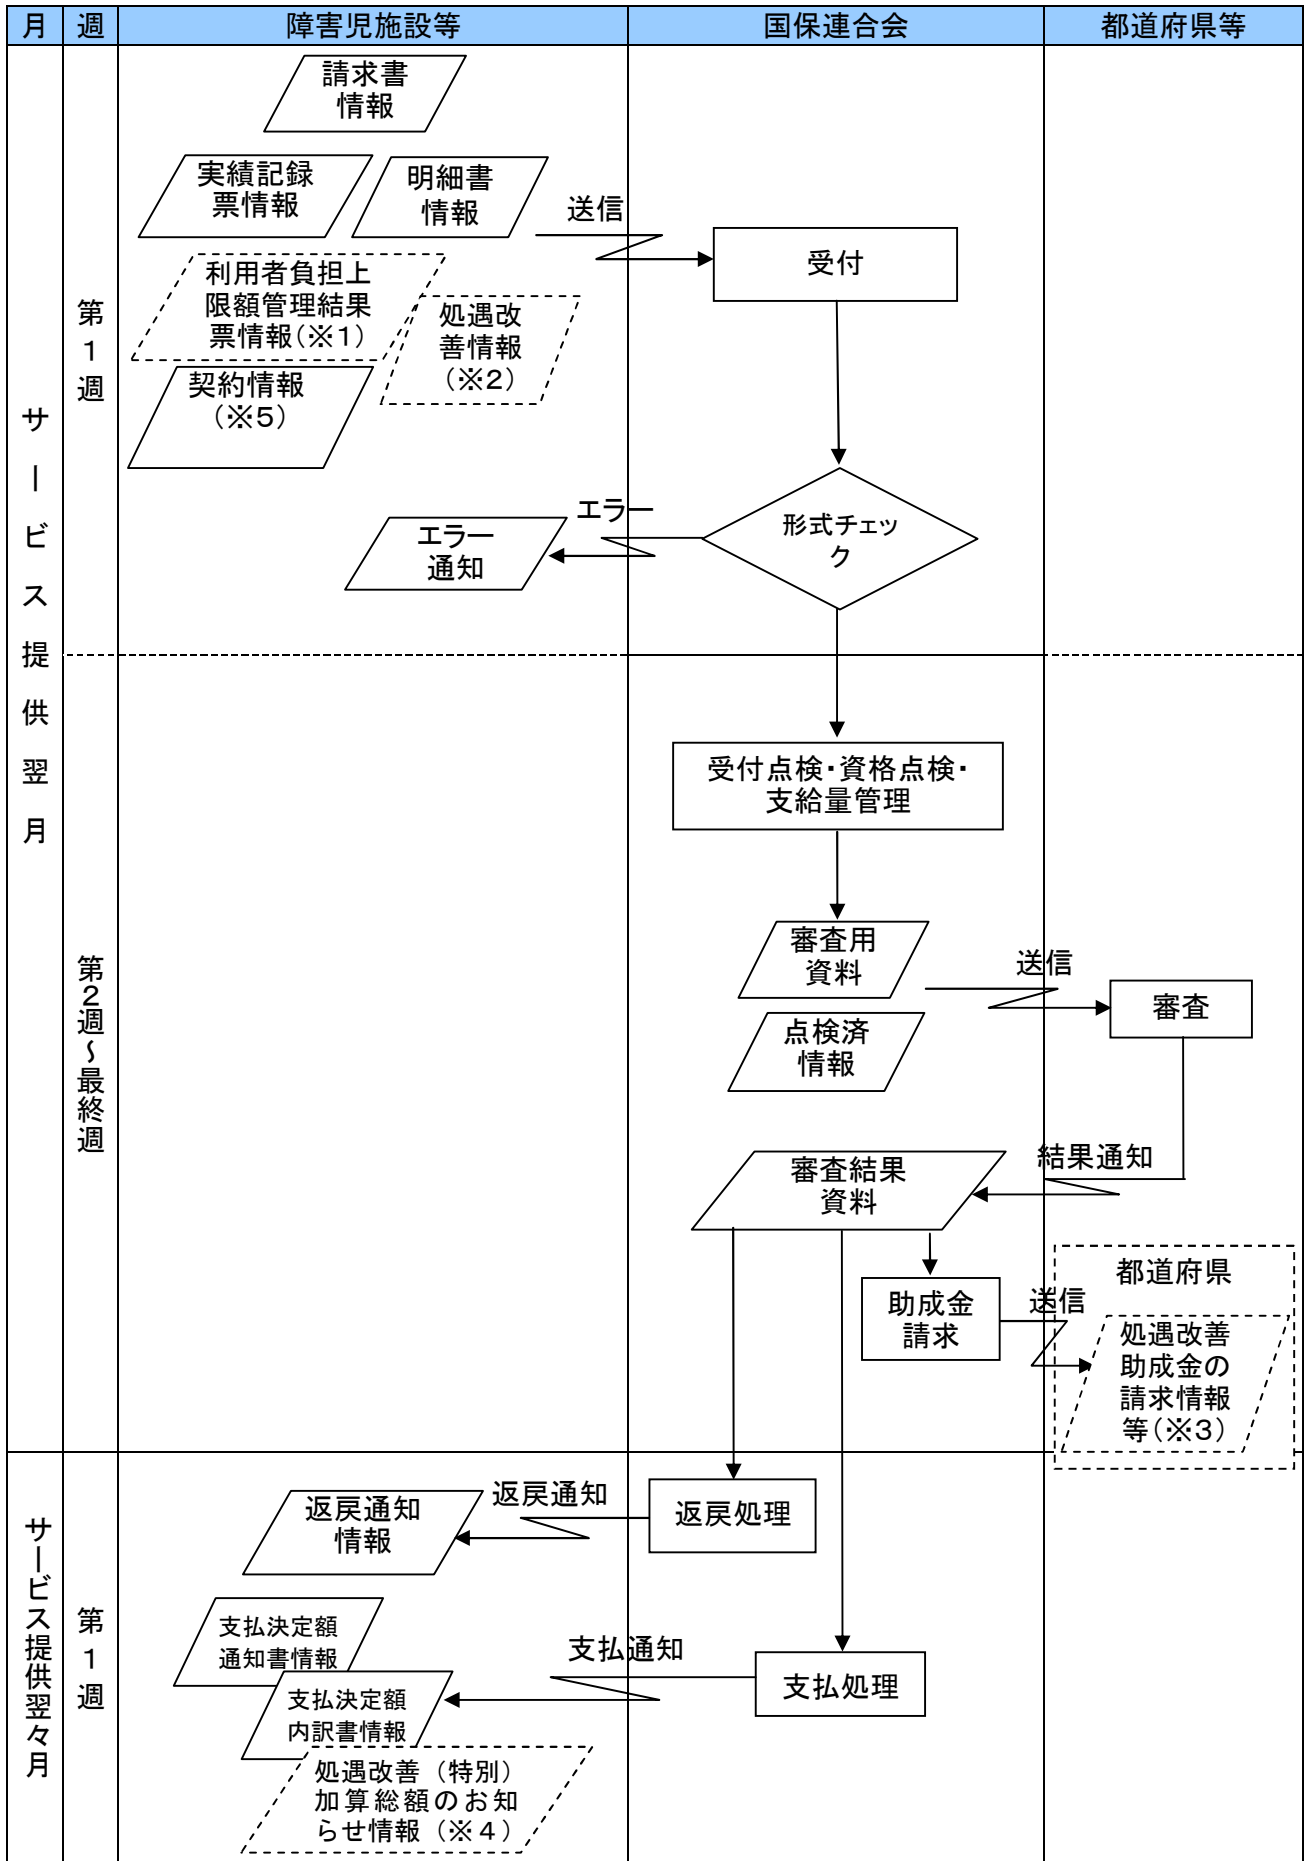 月 週 障害児施設等 国保連合会 都道府県等
サービス提供翌月
第1週
請求書
情報
実績記録
票情報
明細書
情報
送信
受付
利用者負担上
限額管理結果
票情報(※1)
処遇改
善情報
(※2)
契約情報
(※5)
エラー
形式チェッ
ク
エラー
通知
第2週～最終週
受付点検・資格点検・
支給量管理
審査用
資料
送信
審査
点検済
情報
結果通知
審査結果
資料
助成金
請求
送信
都道府県
処遇改善
助成金の
請求情報
等(※3)
サービス提供翌々月
第1週
返戻通知
情報
返戻通知
返戻処理
支払決定額
通知書情報
支払通知
支払処理
支払決定額
内訳書情報
処遇改善（特別）
加算総額のお知
らせ情報（※４）